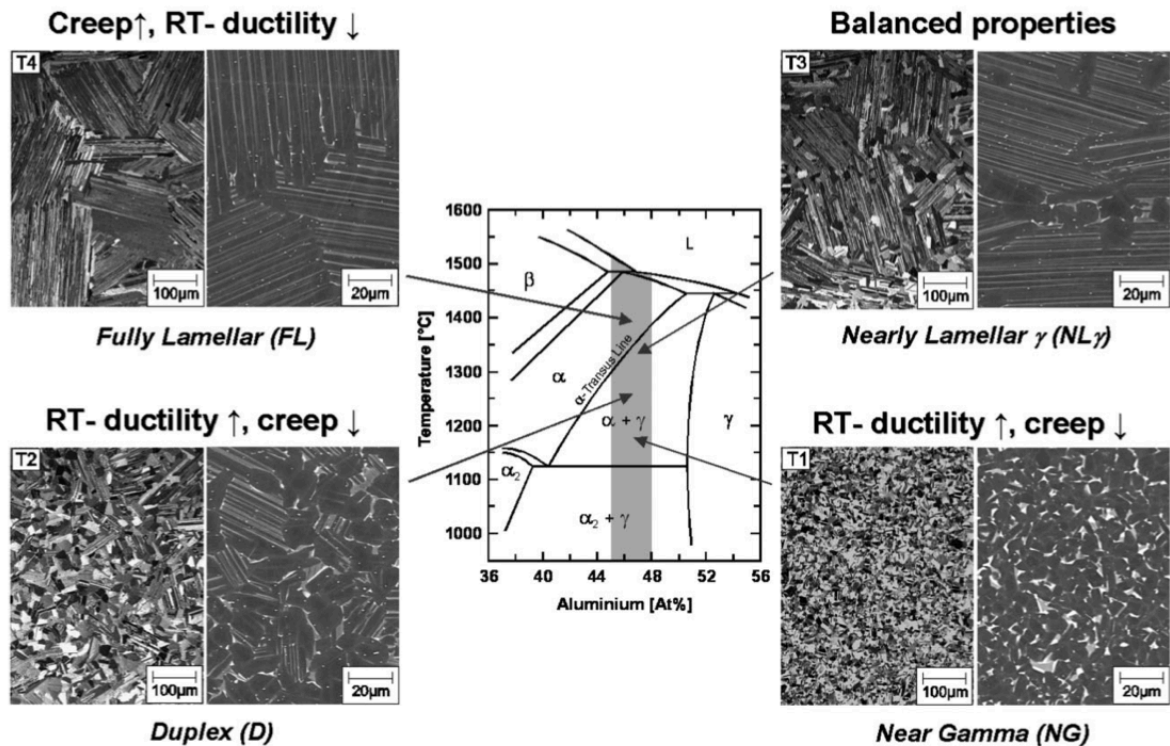 Creep↑, RT- ductility ↓
T4
100µm
20µm
Fully Lamellar (FL)
Balanced properties
T3
100µm
20µm
Nearly Lamellar γ (NLγ)
1600
1500
1400
1300
1200
1100
1000
Temperature [°C]
L
β
α
α-Transus Line
α + γ
γ
α₂
α₂ + γ
36 40 44 48 52 56
Aluminium [At%]
RT- ductility ↑, creep ↓
T2
100µm
20µm
Duplex (D)
RT- ductility ↑, creep ↓
T1
100µm
20µm
Near Gamma (NG)